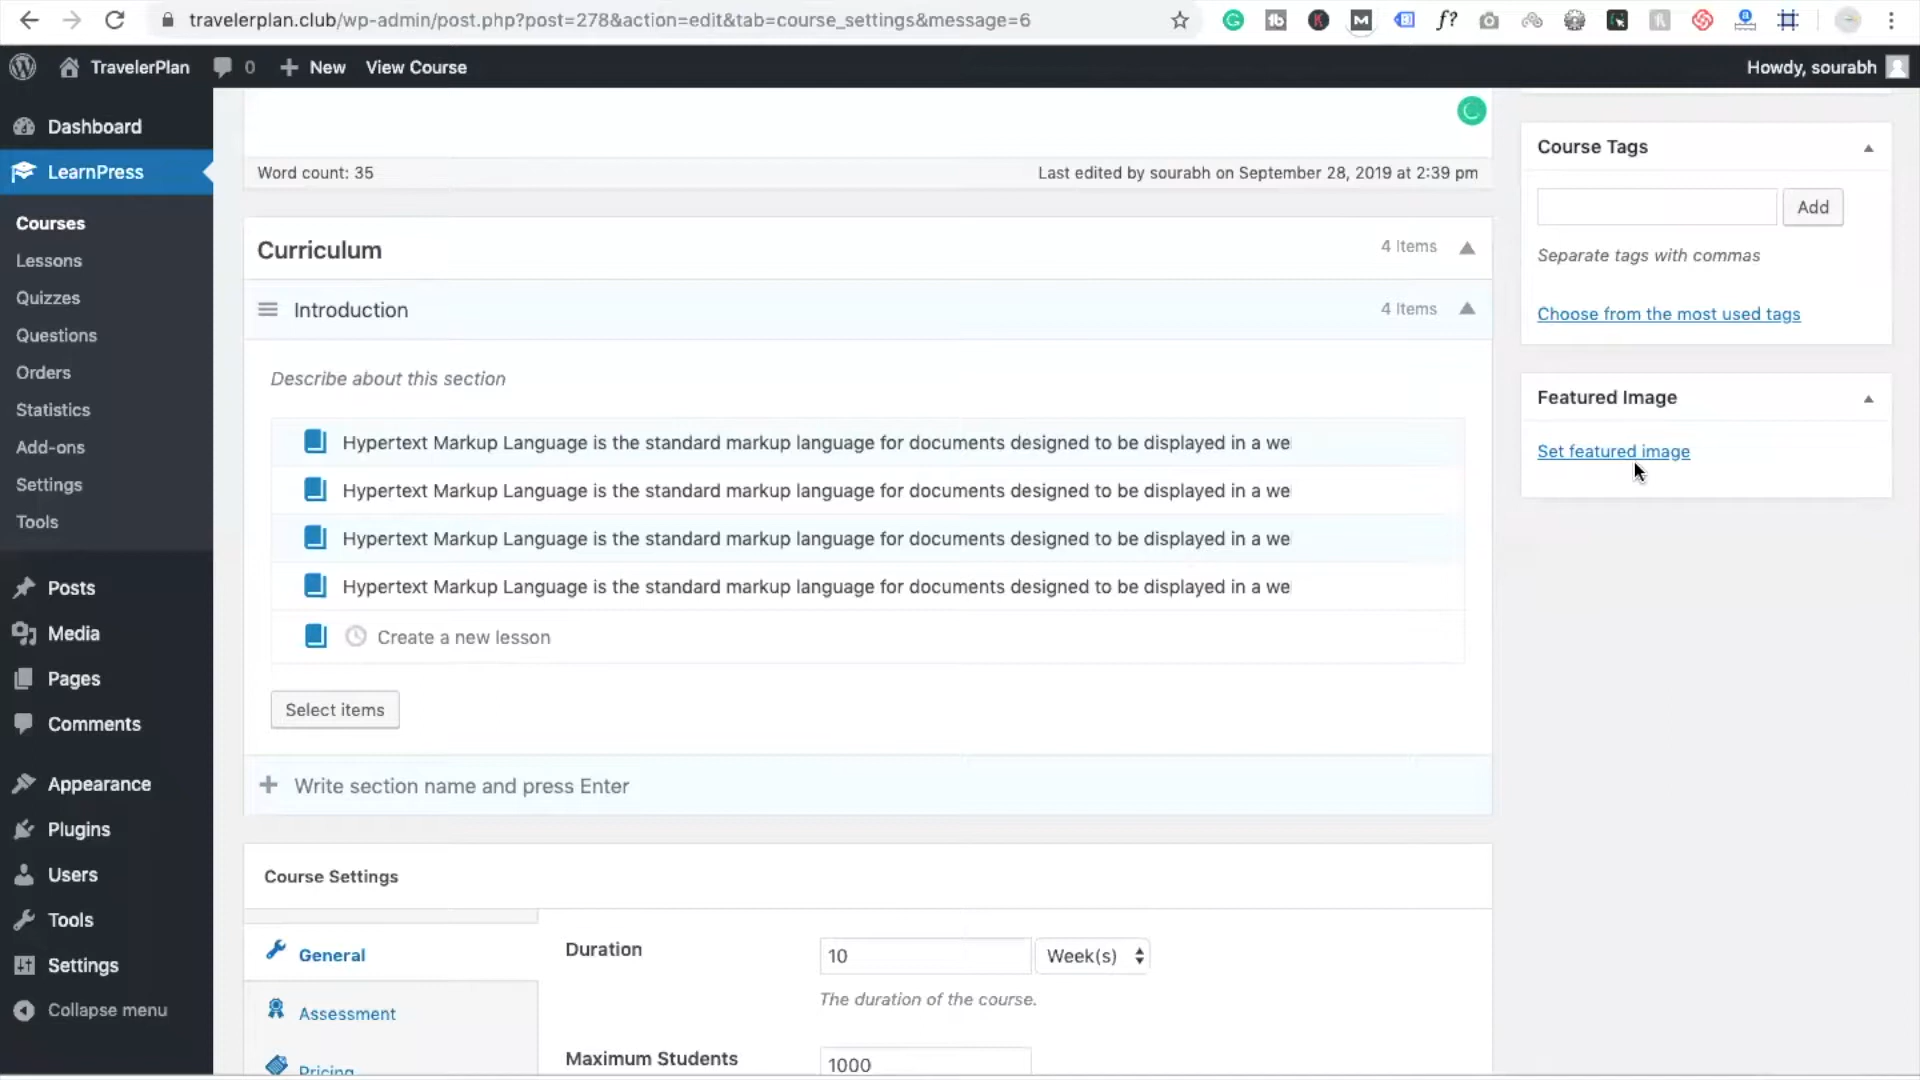 travelerplan.club/wp-admin/post.php?post=278&action=edit&tab=course_settings&message=6
TravelerPlan
0
New
View Course
Howdy, sourabh
Dashboard
LearnPress
Courses
Lessons
Quizzes
Questions
Orders
Statistics
Add-ons
Settings
Tools
Posts
Media
Pages
Comments
Appearance
Plugins
Users
Tools
Settings
Collapse menu
Word count: 35
Last edited by sourabh on September 28, 2019 at 2:39 pm
Curriculum
4 Items
Introduction
4 Items
Describe about this section
Hypertext Markup Language is the standard markup language for documents designed to be displayed in a we
Hypertext Markup Language is the standard markup language for documents designed to be displayed in a we
Hypertext Markup Language is the standard markup language for documents designed to be displayed in a we
Hypertext Markup Language is the standard markup language for documents designed to be displayed in a we
Create a new lesson
Select items
Write section name and press Enter
Course Settings
General
Assessment
Pricing
Duration
10
Week(s)
The duration of the course.
Maximum Students
1000
Course Tags
Add
Separate tags with commas
Choose from the most used tags
Featured Image
Set featured image